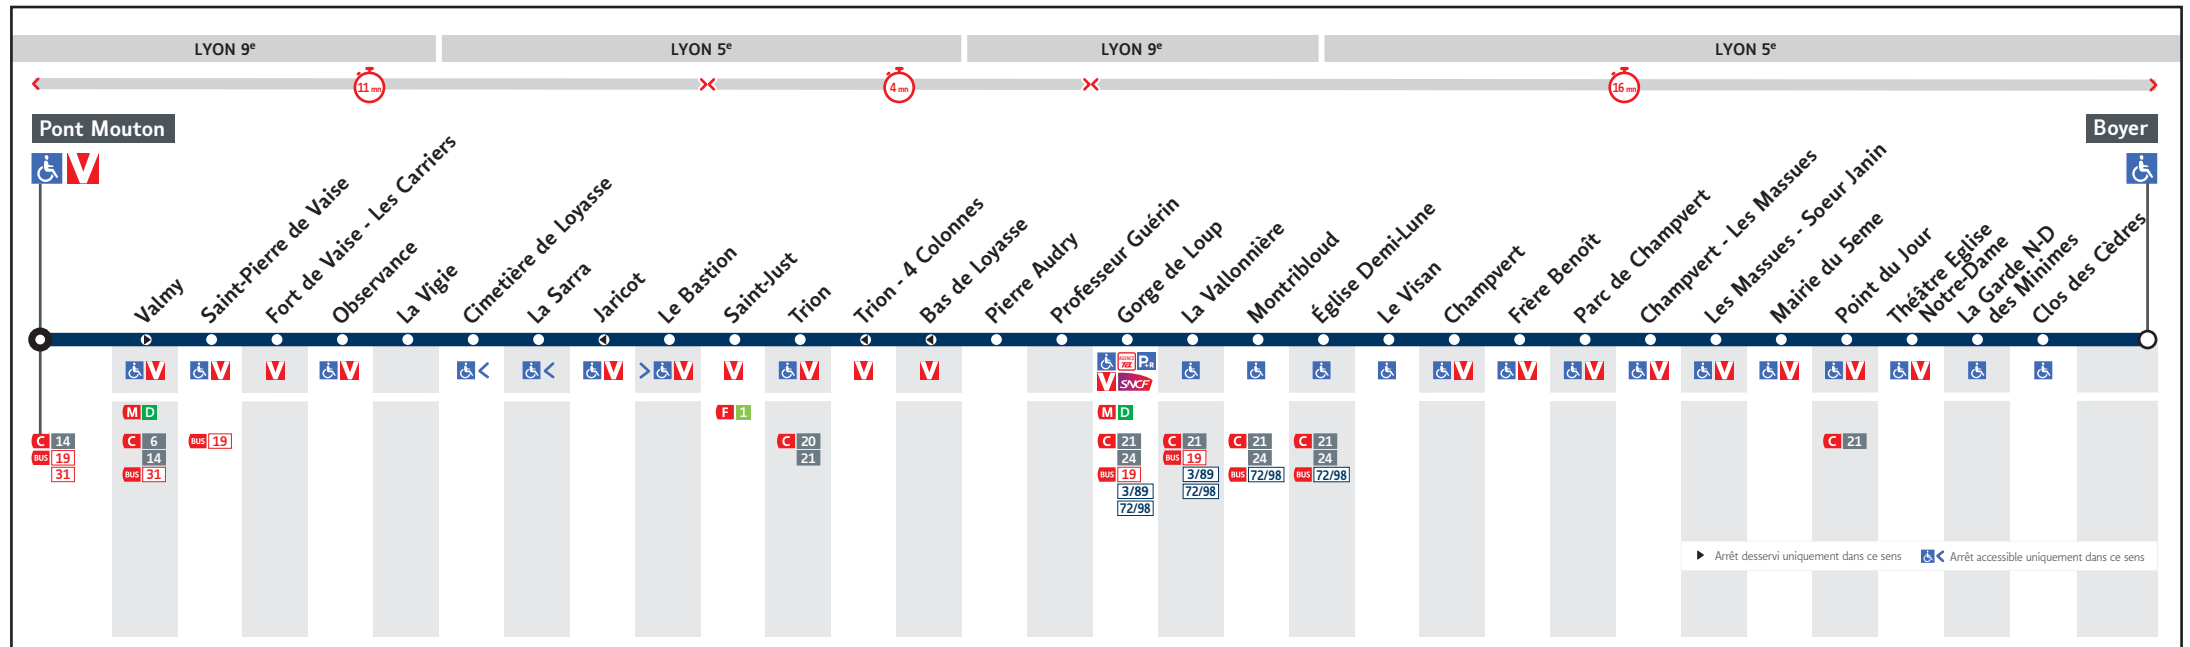 LYON 9e
LYON 5e
LYON 9e
LYON 5e
11 mn
4 mn
16 mn
Pont Mouton
Boyer
Valmy
Saint-Pierre de Vaise
Fort de Vaise - Les Carriers
Observance
La Vigie
Cimetière de Loyasse
La Sarra
Jaricot
Le Bastion
Saint-Just
Trion
Trion - 4 Colonnes
Bas de Loyasse
Pierre Audry
Professeur Guérin
Gorge de Loup
La Vallonnière
Montribloud
Église Demi-Lune
Le Visan
Champvert
Frère Benoît
Parc de Champvert
Champvert - Les Massues
Les Massues - Soeur Janin
Mairie du 5eme
Point du Jour
Théâtre Eglise
Notre-Dame
La Garde N-D
des Minimes
Clos des Cèdres
V
V
V
V
V
V
V
V
V
V
V
V
AGENCE
TCL
P+R
V SNCF
V
V
V
V
V
V
V
V
C 14
BUS 19
31
M D
C 6
14
BUS 31
BUS 19
F 1
C 20
21
M D
C 21
24
BUS 19
3/89
72/98
C 21
BUS 19
3/89
72/98
C 21
24
BUS 72/98
C 21
24
BUS 72/98
C 21
Arrêt desservi uniquement dans ce sens
Arrêt accessible uniquement dans ce sens